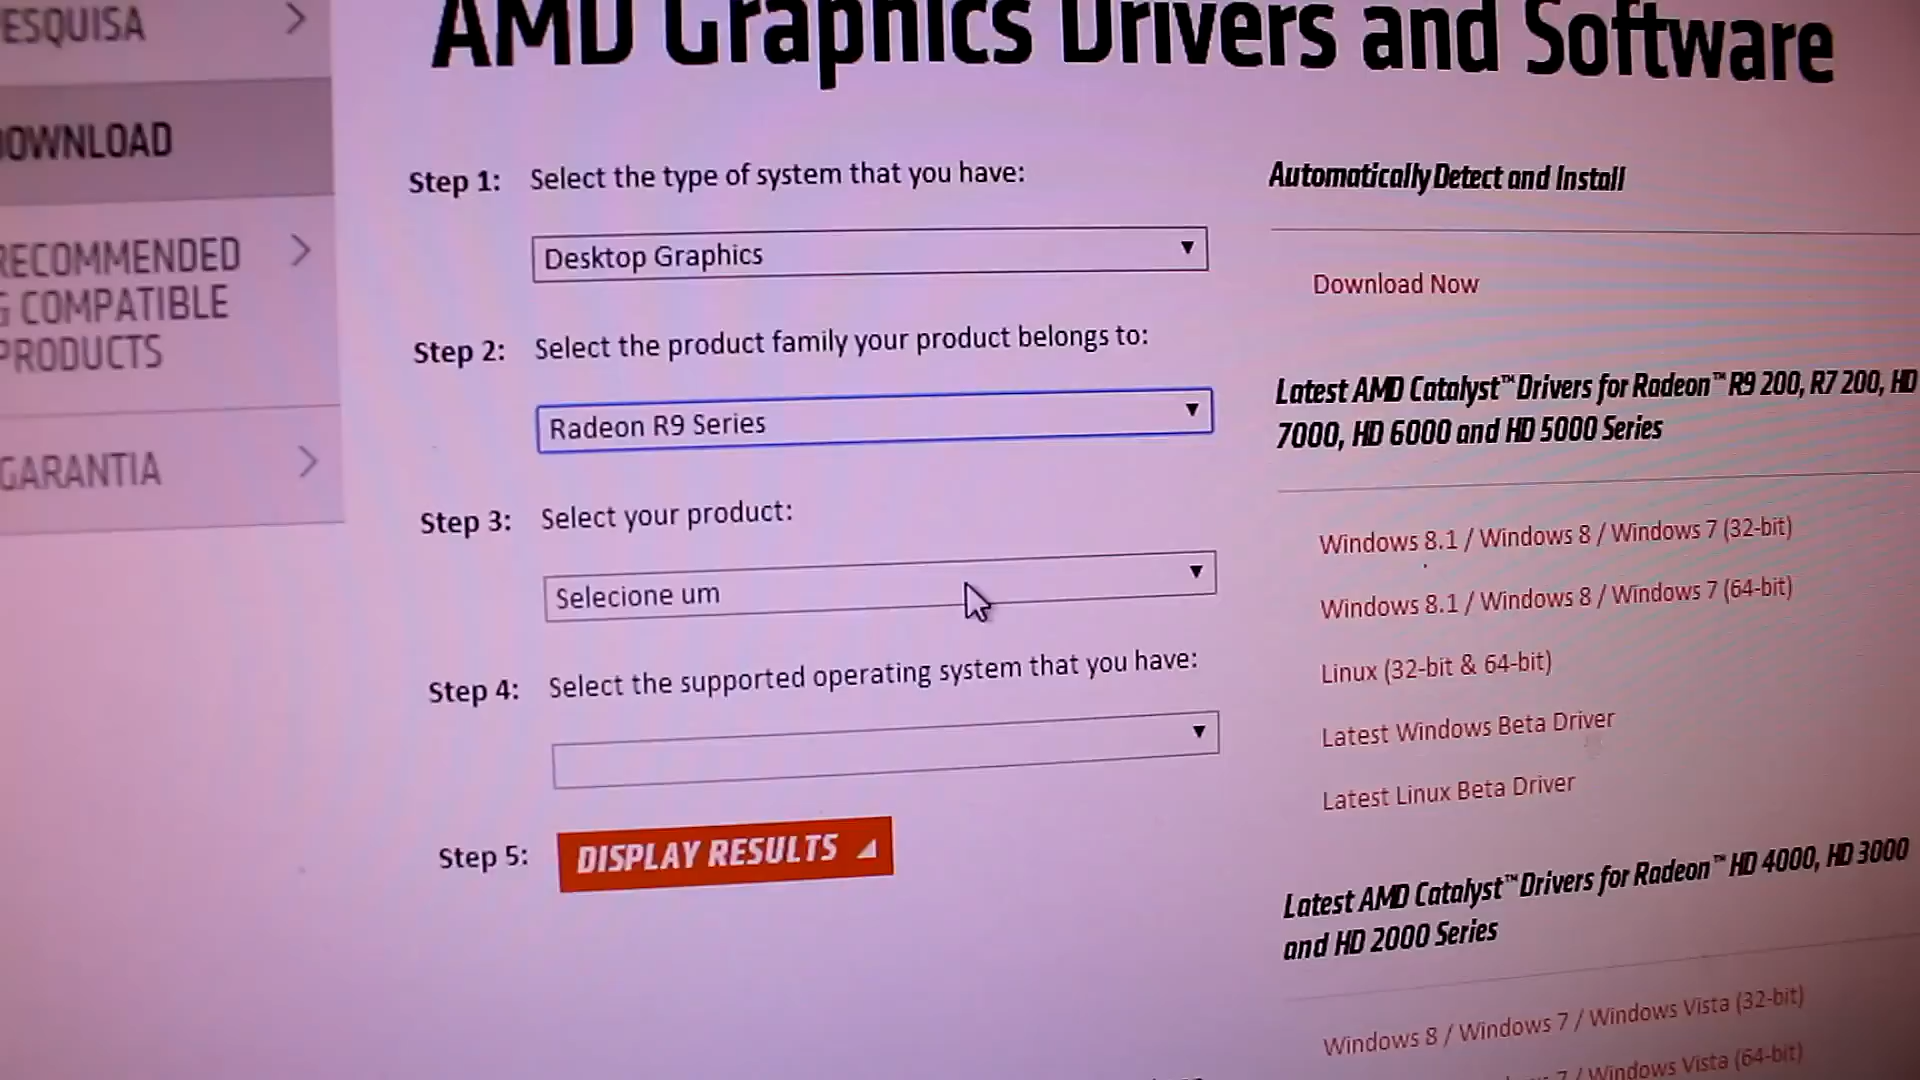 ESQUISA
DOWNLOAD
RECOMMENDED
& COMPATIBLE
PRODUCTS
GARANTIA
AMD Graphics Drivers and Software
Step 1: Select the type of system that you have:
Desktop Graphics
Step 2: Select the product family your product belongs to:
Radeon R9 Series
Step 3: Select your product:
Selecione um
Step 4: Select the supported operating system that you have:
Step 5: DISPLAY RESULTS
Automatically Detect and Install
Download Now
Latest AMD Catalyst™ Drivers for Radeon™ R9 200, R7 200, HD
7000, HD 6000 and HD 5000 Series
Windows 8.1 / Windows 8 / Windows 7 (32-bit)
Windows 8.1 / Windows 8 / Windows 7 (64-bit)
Linux (32-bit & 64-bit)
Latest Windows Beta Driver
Latest Linux Beta Driver
Latest AMD Catalyst™ Drivers for Radeon™ HD 4000, HD 3000
and HD 2000 Series
Windows 8 / Windows 7 / Windows Vista (32-bit)
7 / Windows Vista (64-bit)